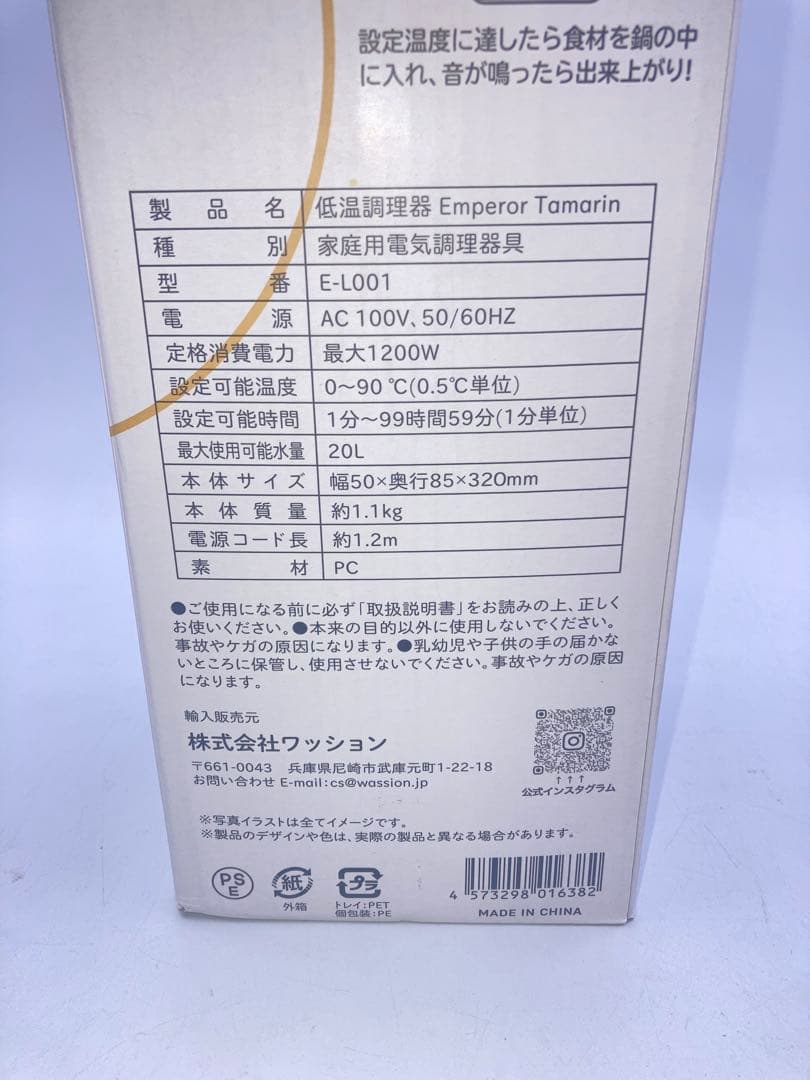 設定温度に達したら食材を鍋の中
に入れ、音が鳴ったら出来上がり!
製品名 低温調理器 Emperor Tamarin
種別 家庭用電気調理器具
型番 E-L001
電源 AC 100V、50/60HZ
定格消費電力 最大1200W
設定可能温度 0〜90 ℃(0.5℃単位)
設定可能時間 1分〜99時間59分(1分単位)
最大使用可能水量 20L
本体サイズ 幅50×奥行85×320mm
本体質量 約1.1kg
電源コード長 約1.2m
素材 PC
●ご使用になる前に必ず「取扱説明書」をお読みの上、正しく
お使いください。●本来の目的以外に使用しないでください。
事故やケガの原因になります。●乳幼児や子供の手の届かな
いところに保管し、使用させないでください。事故やケガの原因
になります。
輸入販売元
株式会社ワッション
〒661-0043 兵庫県尼崎市武庫元町1-22-18
お問い合わせ E-mail:cs@wassion.jp
↑↑↑
公式インスタグラム
※写真イラストは全てイメージです。
※製品のデザインや色は、実際の製品と異なる場合があります。
PS
E
紙
外箱
プラ
トレイ:PET
個包装:PE
4 573298 016382
MADE IN CHINA